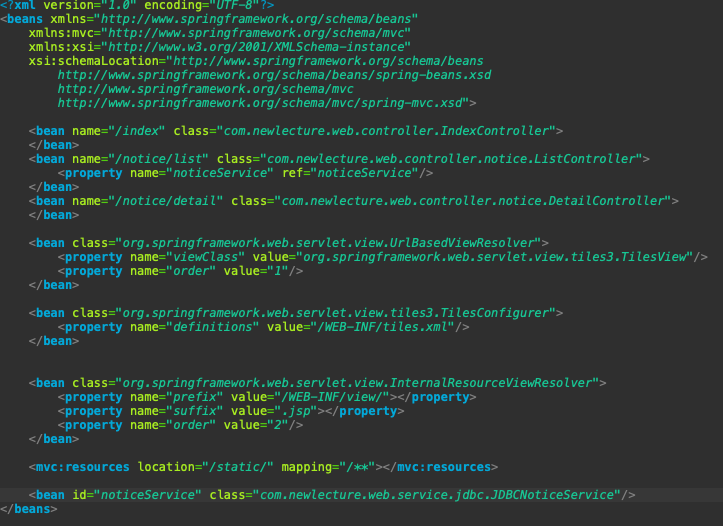 <?xml version="1.0" encoding="UTF-8"?>
<beans xmlns="http://www.springframework.org/schema/beans"
    xmlns:mvc="http://www.springframework.org/schema/mvc"
    xmlns:xsi="http://www.w3.org/2001/XMLSchema-instance"
    xsi:schemaLocation="http://www.springframework.org/schema/beans
        http://www.springframework.org/schema/beans/spring-beans.xsd
        http://www.springframework.org/schema/mvc
        http://www.springframework.org/schema/mvc/spring-mvc.xsd">
    <bean name="/index" class="com.newlecture.web.controller.IndexController">
    </bean>
    <bean name="/notice/list" class="com.newlecture.web.controller.notice.ListController">
        <property name="noticeService" ref="noticeService"/>
    </bean>
    <bean name="/notice/detail" class="com.newlecture.web.controller.notice.DetailController">
    </bean>
    <bean class="org.springframework.web.servlet.view.UrlBasedViewResolver">
        <property name="viewClass" value="org.springframework.web.servlet.view.tiles3.TilesView"/>
        <property name="order" value="1"/>
    </bean>
    <bean class="org.springframework.web.servlet.view.tiles3.TilesConfigurer">
        <property name="definitions" value="/WEB-INF/tiles.xml"/>
    </bean>
    <bean class="org.springframework.web.servlet.view.InternalResourceViewResolver">
        <property name="prefix" value="/WEB-INF/view/"></property>
        <property name="suffix" value=".jsp"></property>
        <property name="order" value="2"/>
    </bean>
    <mvc:resources location="/static/" mapping="/**"></mvc:resources>
    <bean id="noticeService" class="com.newlecture.web.service.jdbc.JDBCNoticeService"/>
</beans>